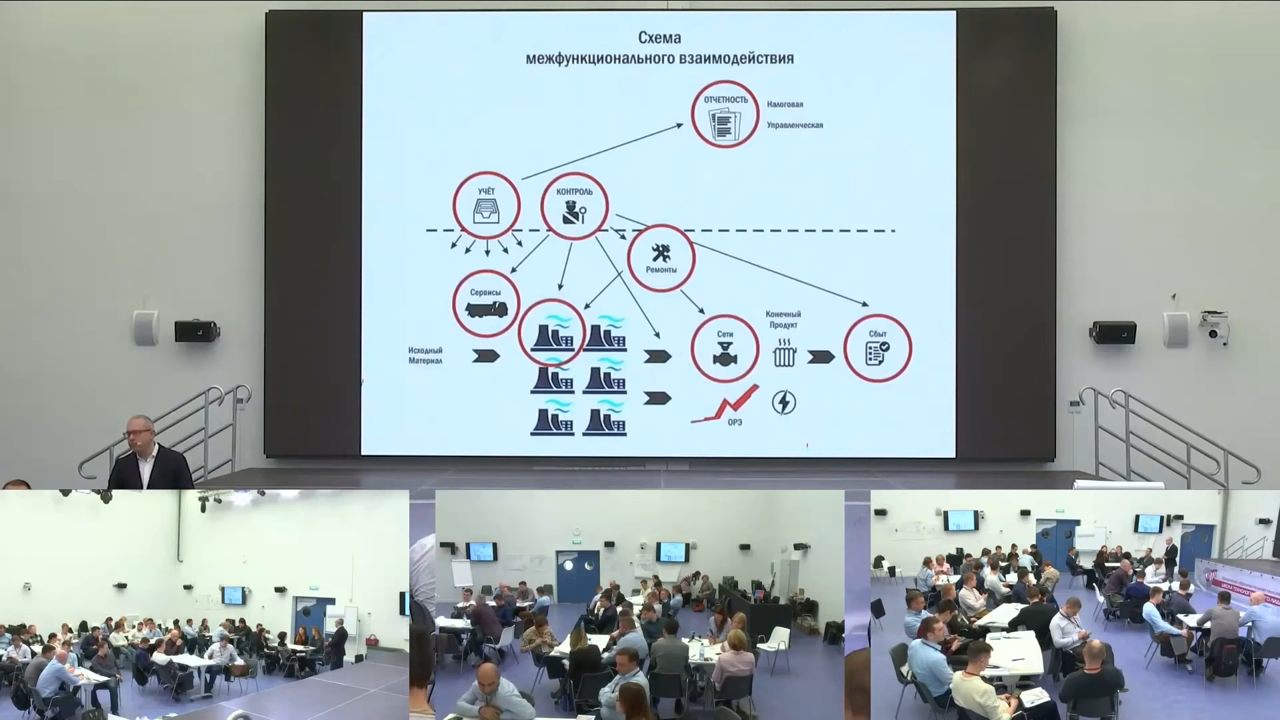 Схема
межфункционального взаимодействия
ОТЧЕТНОСТЬ
Налоговая
Управленческая
УЧЁТ
КОНТРОЛЬ
Ремонты
Сервисы
Исходный
Материал
Сети
Конечный
Продукт
Сбыт
ОРЭ